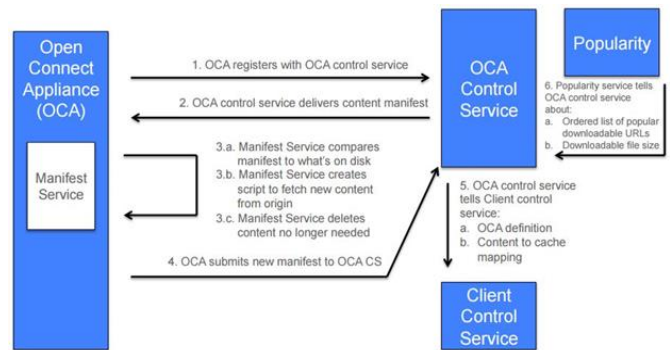 Open
Connect
Appliance
(OCA)
Manifest
Service
1. OCA registers with OCA control service
2. OCA control service delivers content manifest
3.a. Manifest Service compares
manifest to what's on disk
3.b. Manifest Service creates
script to fetch new content
from origin
3.c. Manifest Service deletes
content no longer needed
4. OCA submits new manifest to OCA CS
OCA
Control
Service
Popularity
6. Popularity service tells
OCA control service
about:
a. Ordered list of popular
downloadable URLs
b. Downloadable file size
5. OCA control service
tells Client control
service:
a. OCA definition
b. Content to cache
mapping
Client
Control
Service